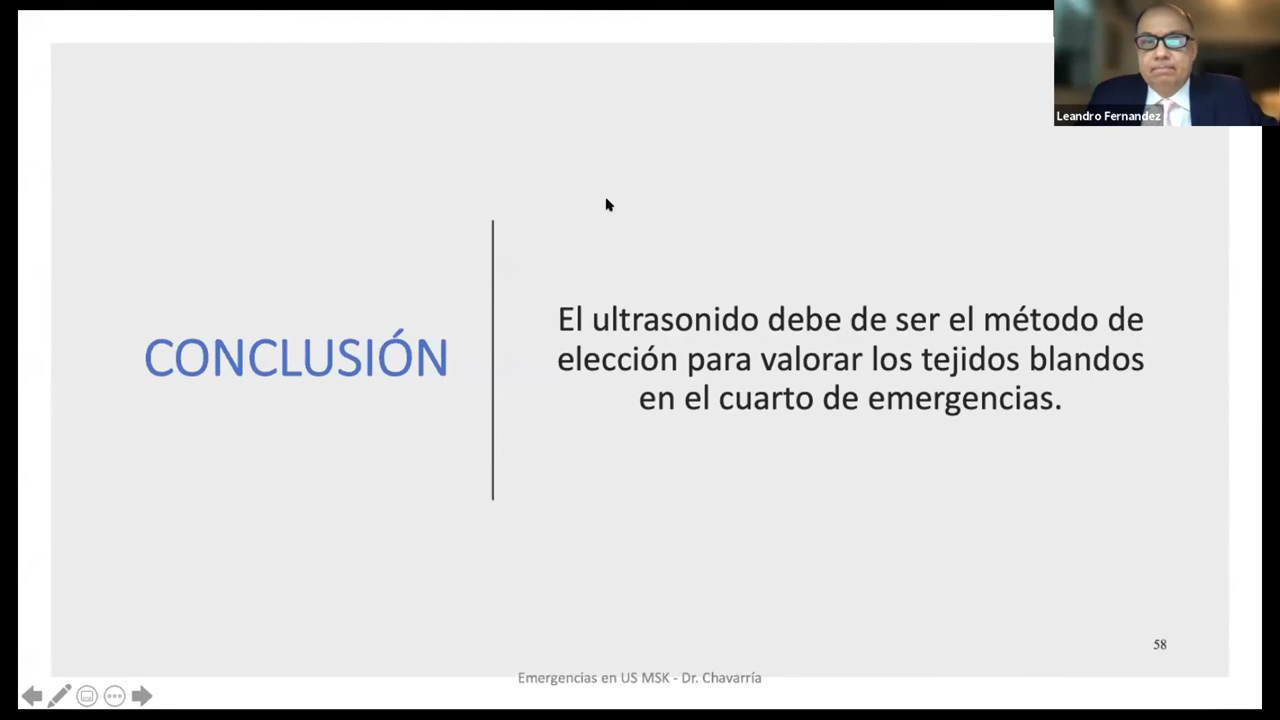 Leandro Fernandez
CONCLUSIÓN
El ultrasonido debe de ser el método de
elección para valorar los tejidos blandos
en el cuarto de emergencias.
58
Emergencias en US MSK - Dr. Chavarría